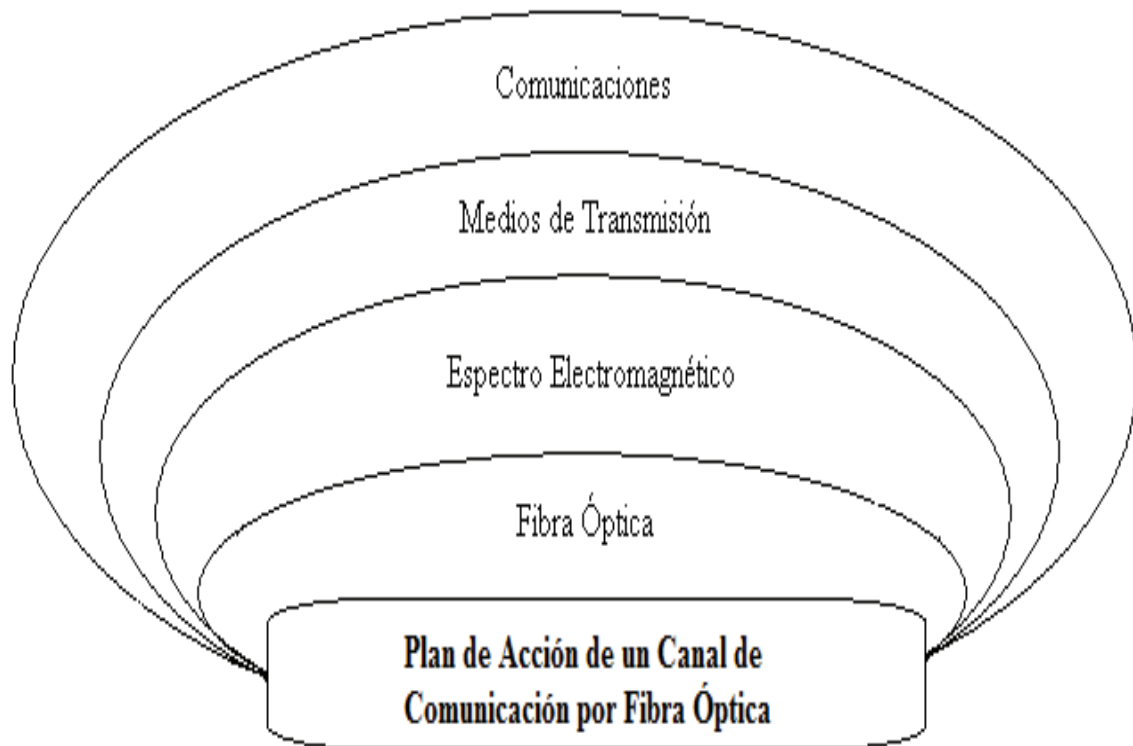 Comunicaciones
Medios de Transmisión
Espectro Electromagnético
Fibra Óptica
Plan de Acción de un Canal de
Comunicación por Fibra Óptica